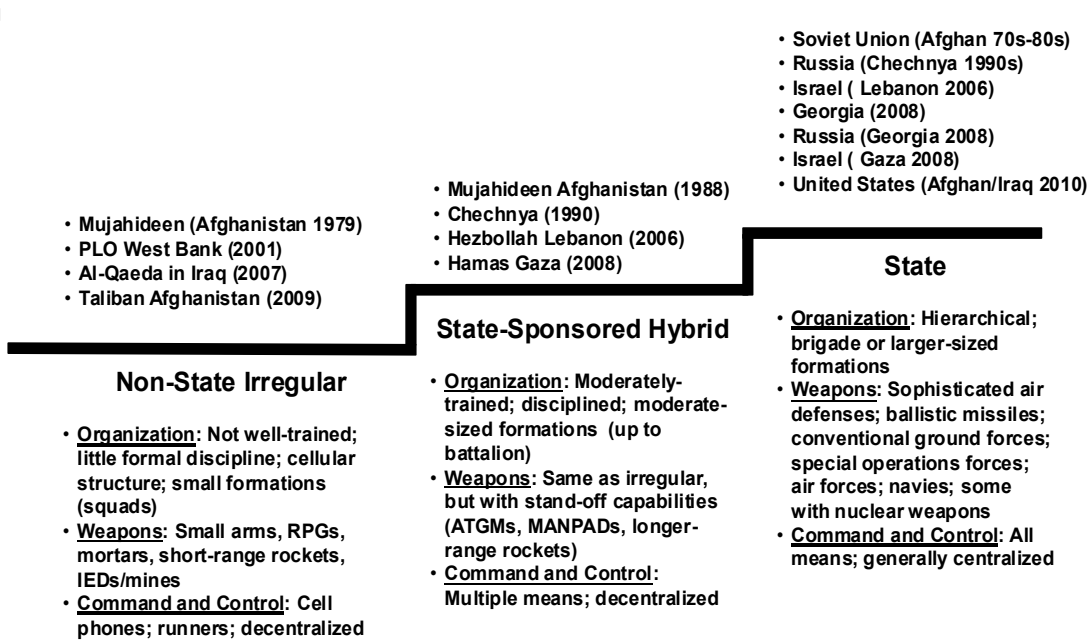 • Mujahideen (Afghanistan 1979)
• PLO West Bank (2001)
• Al-Qaeda in Iraq (2007)
• Taliban Afghanistan (2009)
Non-State Irregular
• Organization: Not well-trained;
little formal discipline; cellular
structure; small formations
(squads)
• Weapons: Small arms, RPGs,
mortars, short-range rockets,
IEDs/mines
• Command and Control: Cell
phones; runners; decentralized
• Mujahideen Afghanistan (1988)
• Chechnya (1990)
• Hezbollah Lebanon (2006)
• Hamas Gaza (2008)
State-Sponsored Hybrid
• Organization: Moderately-
trained; disciplined; moderate-
sized formations (up to
battalion)
• Weapons: Same as irregular,
but with stand-off capabilities
(ATGMs, MANPADs, longer-
range rockets)
• Command and Control:
Multiple means; decentralized
• Soviet Union (Afghan 70s-80s)
• Russia (Chechnya 1990s)
• Israel ( Lebanon 2006)
• Georgia (2008)
• Russia (Georgia 2008)
• Israel ( Gaza 2008)
• United States (Afghan/Iraq 2010)
State
• Organization: Hierarchical;
brigade or larger-sized
formations
• Weapons: Sophisticated air
defenses; ballistic missiles;
conventional ground forces;
special operations forces;
air forces; navies; some
with nuclear weapons
• Command and Control: All
means; generally centralized